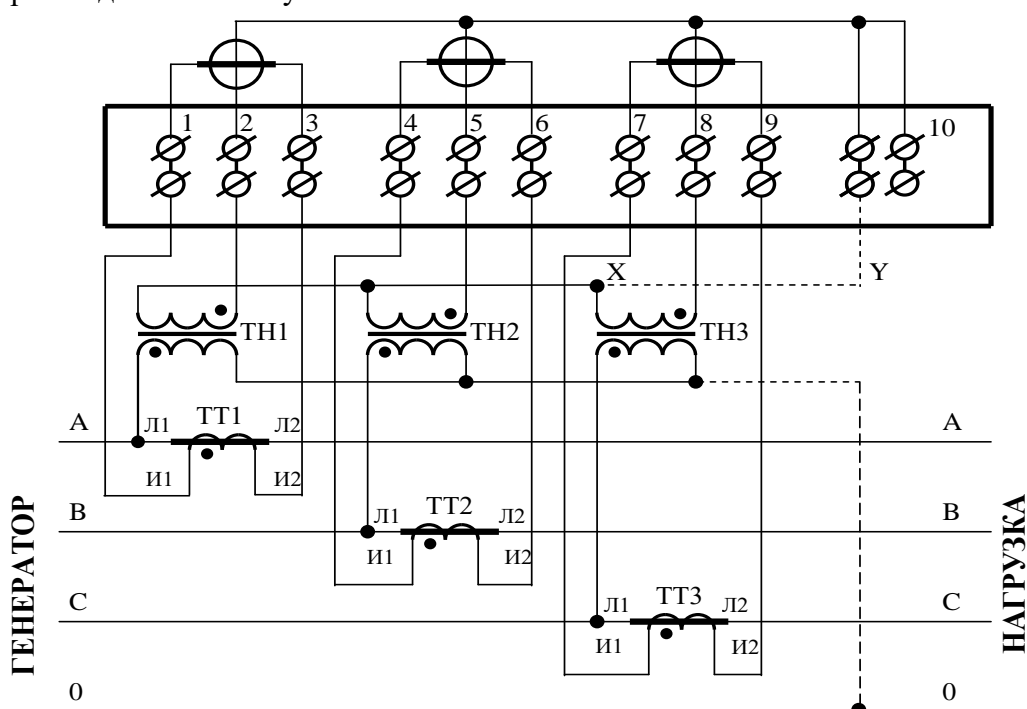 1 2 3 4 5 6 7 8 9 10
X Y
ТН1 ТН2 ТН3
A Л1 ТТ1 Л2 A
И1 И2
B Л1 ТТ2 Л2 B
И1 И2
C Л1 ТТ3 Л2 C
И1 И2
0 0
ГЕНЕРАТОР
НАГРУЗКА